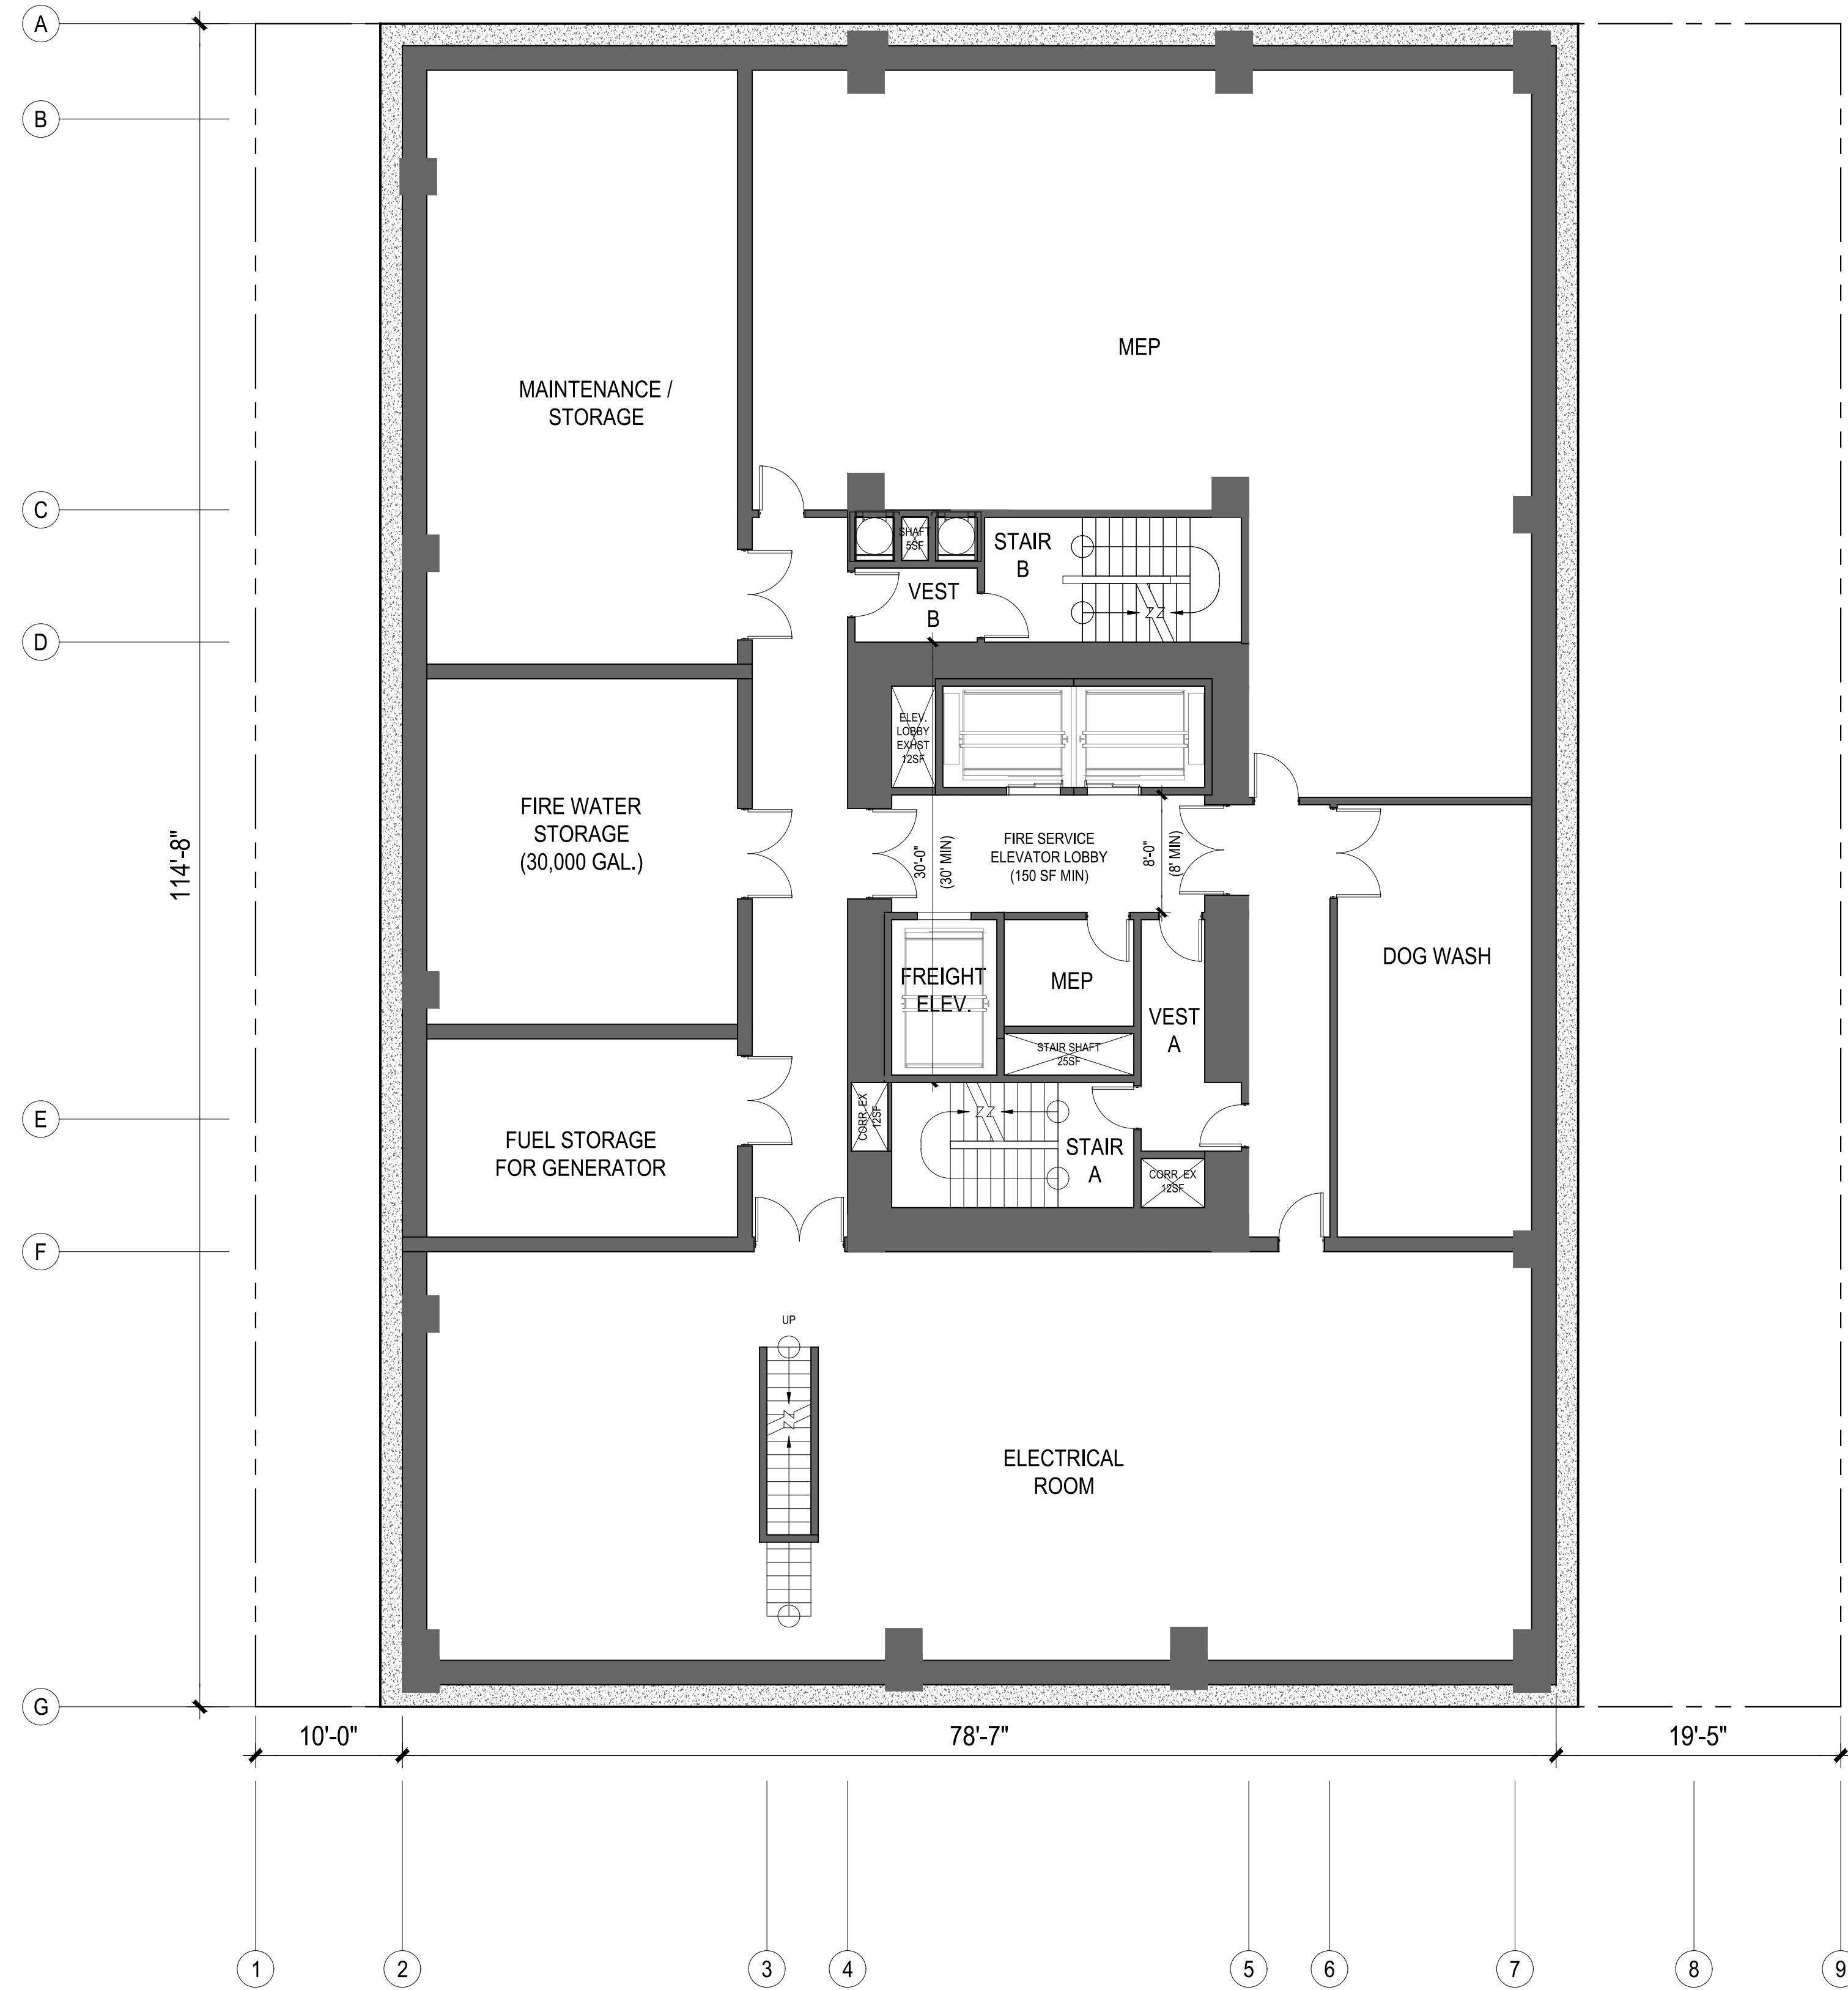 A
B
MEP
MAINTENANCE /
STORAGE
C
SHAFT
5SF
STAIR
B
VEST
B
D
ELEV.
LOBBY
EXHST
12SF
FIRE WATER
STORAGE
(30,000 GAL.)
114'-8"
30'-0"
(30' MIN)
FIRE SERVICE
ELEVATOR LOBBY
(150 SF MIN)
8'-0"
(8' MIN)
DOG WASH
FREIGHT
ELEV.
MEP
VEST
A
STAIR SHAFT
25SF
E
CORR. EX
12SF
FUEL STORAGE
FOR GENERATOR
STAIR
A
CORR. EX
12SF
F
UP
ELECTRICAL
ROOM
G
10'-0"
78'-7"
19'-5"
1
2
3
4
5
6
7
8
9